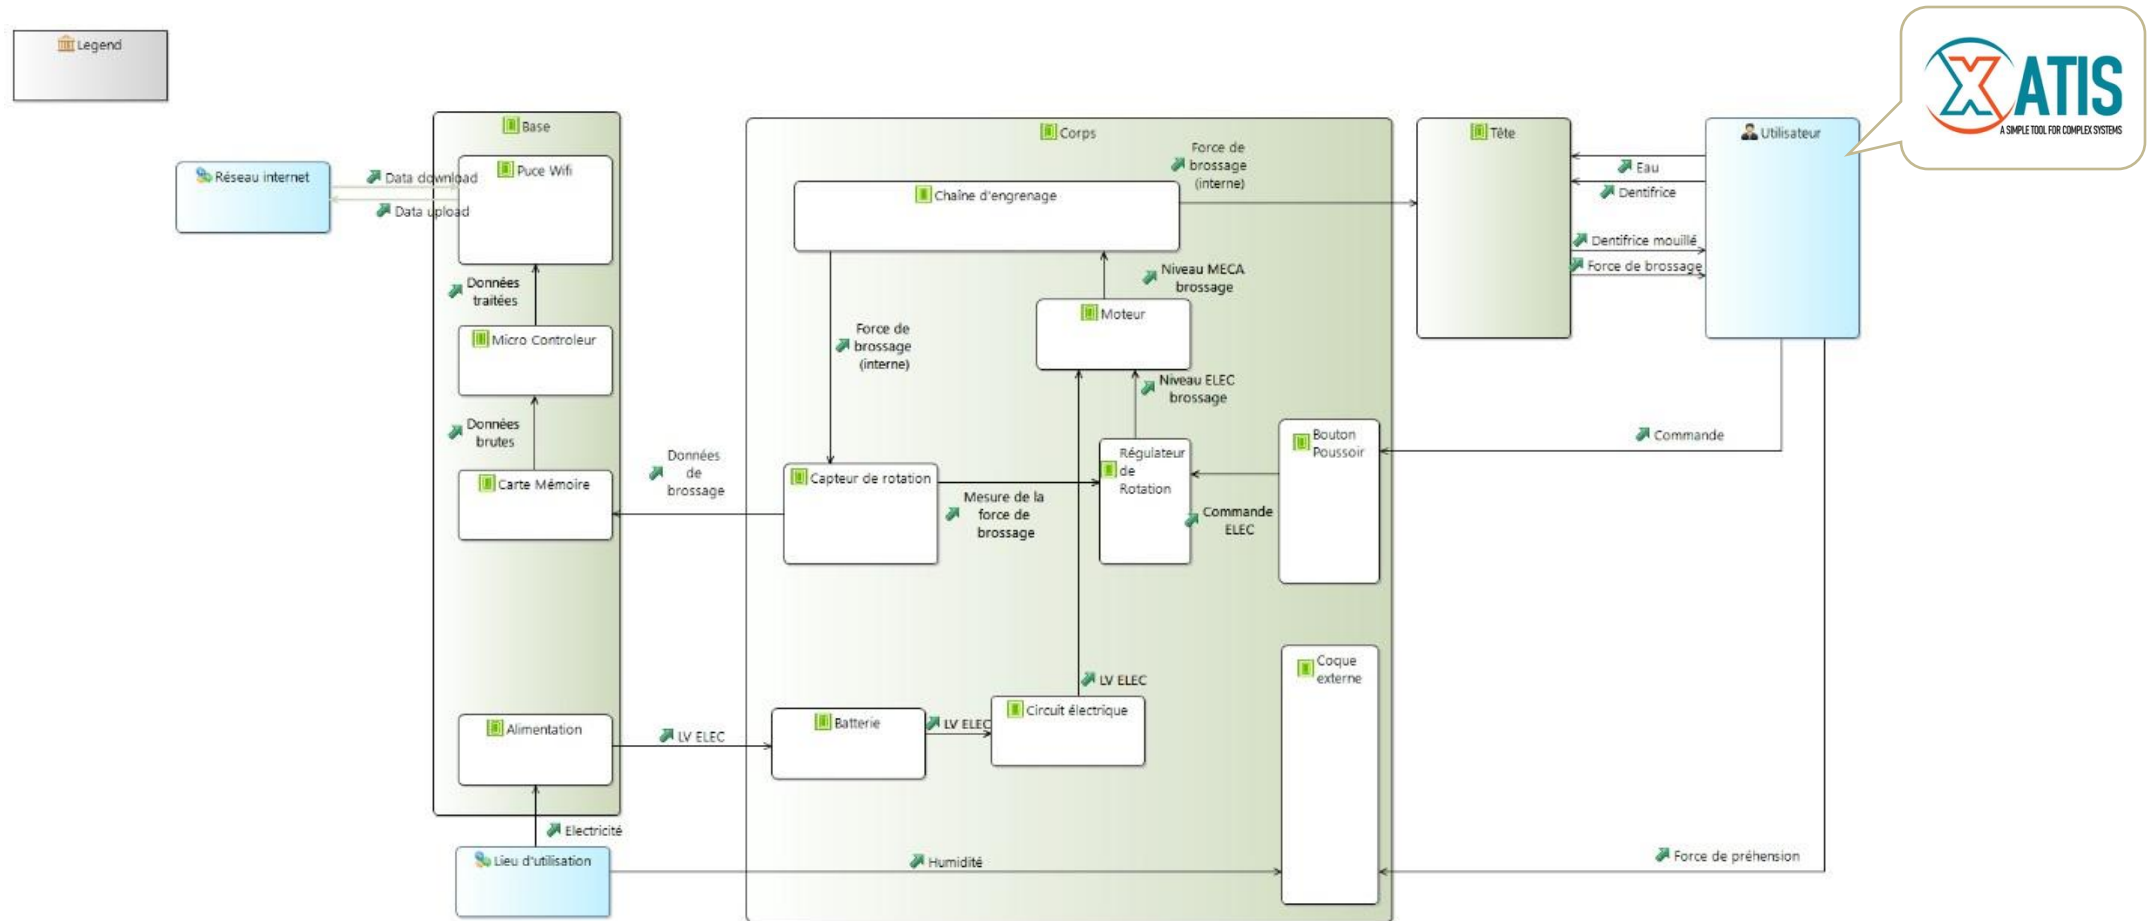 Legend
XATIS
A SIMPLE TOOL FOR COMPLEX SYSTEMS
Base
Corps
Tête
Utilisateur
Réseau internet
Data download
Data upload
Puce Wifi
Force de
brossage
(interne)
Chaîne d'engrenage
Eau
Dentifrice
Dentifrice mouillé
Force de brossage
Données
traitées
Niveau MECA
brossage
Moteur
Micro Controleur
Force de
brossage
(interne)
Niveau ELEC
brossage
Données
brutes
Commande
Bouton
Poussoir
Régulateur
de
Rotation
Données
de
brossage
Capteur de rotation
Carte Mémoire
Mesure de la
force de
brossage
Commande
ELEC
Coque
externe
LV ELEC
Circuit électrique
Alimentation
LV ELEC
Batterie
LV ELEC
Electricité
Lieu d'utilisation
Humidité
Force de préhension